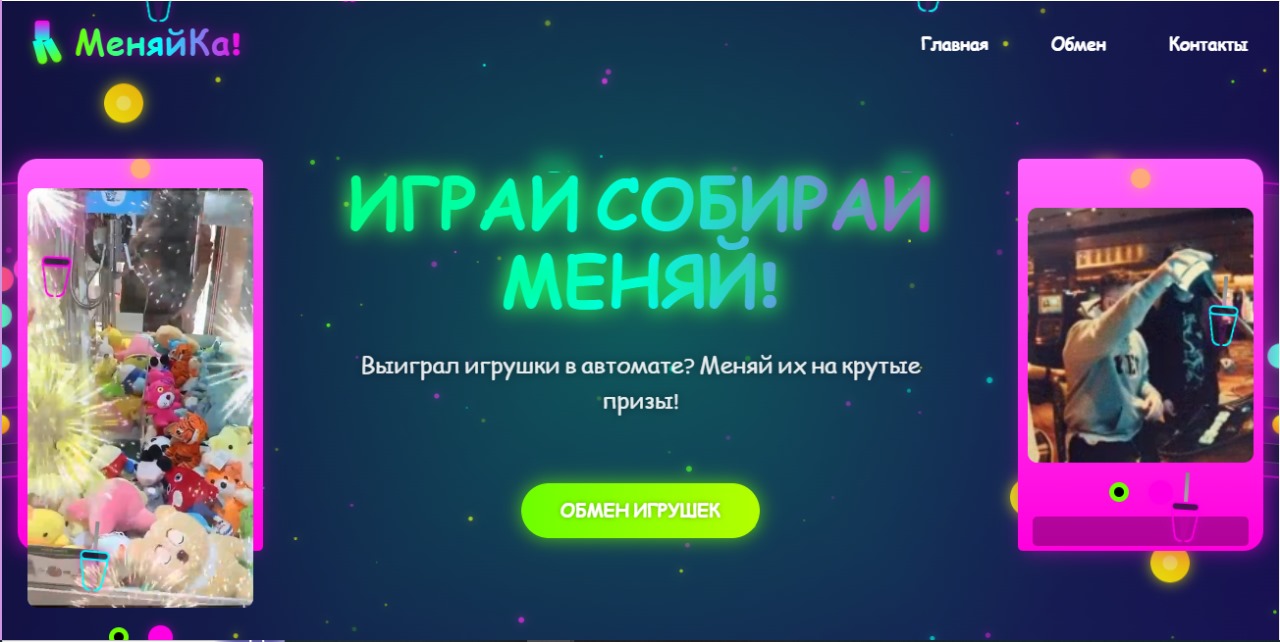 МеняйКа!
Главная
Обмен
Контакты
ИГРАЙ СОБИРАЙ
МЕНЯЙ!
Выиграл игрушки в автомате? Меняй их на крутые
призы!
ОБМЕН ИГРУШЕК